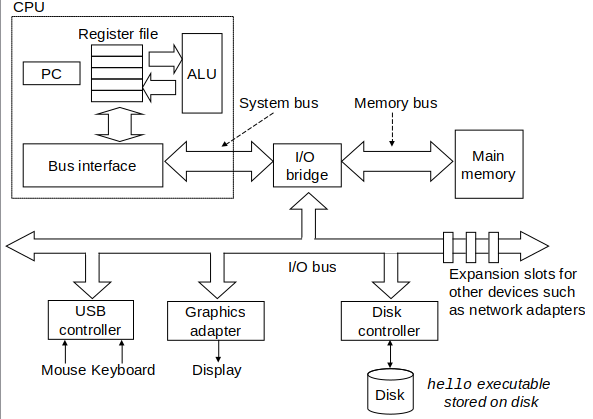 CPU
Register file
PC
ALU
System bus
Memory bus
Bus interface
I/O
bridge
Main
memory
I/O bus
Expansion slots for
other devices such
as network adapters
USB
controller
Graphics
adapter
Disk
controller
Mouse Keyboard
Display
Disk
hello executable
stored on disk